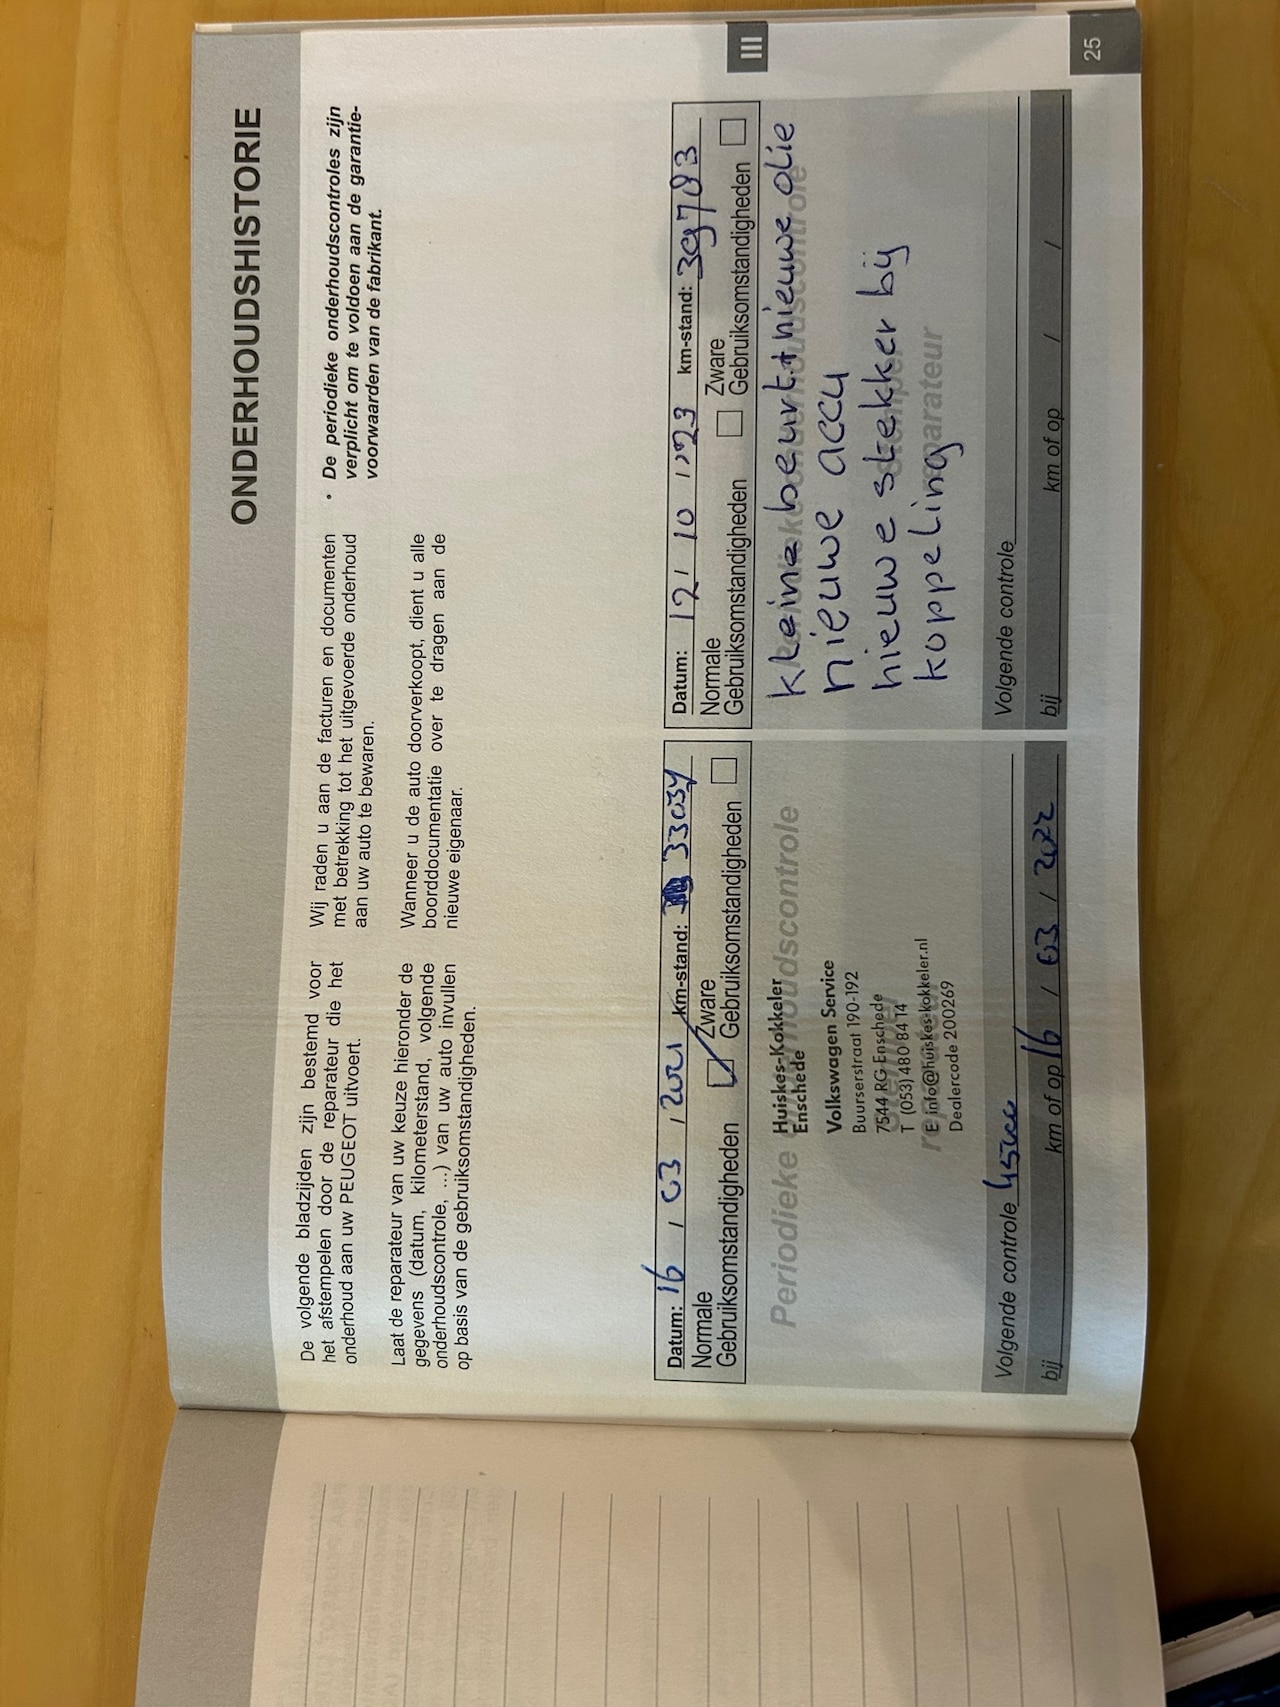 ONDERHOUDSHISTORIE
De volgende bladzijden zijn bestemd voor
het afstempelen door de reparateur die het
onderhoud aan uw PEUGEOT uitvoert.
Laat de reparateur van uw keuze hieronder de
gegevens (datum, kilometerstand, volgende
onderhoudscontrole, ...) van uw auto invullen
op basis van de gebruiksomstandigheden.
Wij raden u aan de facturen en documenten
met betrekking tot het uitgevoerde onderhoud
aan uw auto te bewaren.
Wanneer u de auto doorverkoopt, dient u alle
boorddocumentatie over te dragen aan de
nieuwe eigenaar.
• De periodieke onderhoudscontroles zijn
verplicht om te voldoen aan de garantie-
voorwaarden van de fabrikant.
Datum: 16 / 03 / 2021 km-stand: 33034
Normale
Gebruiksomstandigheden
Zware
Gebruiksomstandigheden
Periodieke onderhoudscontrole
Huiskes-Kokkeler
Enschede
Volkswagen Service
Buurserstraat 190-192
7544 RG Enschede
T (053) 480 84 14
E info@huiskes-kokkeler.nl
Dealercode 200269
Volgende controle 45000
bij km of op 16 / 03 / 2022
Datum: 12 / 10 / 2023 km-stand: 39783
Normale
Gebruiksomstandigheden
Zware
Gebruiksomstandigheden
kleine beurt + nieuwe olie
nieuwe accu
nieuwe stekker bij
koppeling
Volgende controle
bij km of op / /
III
25